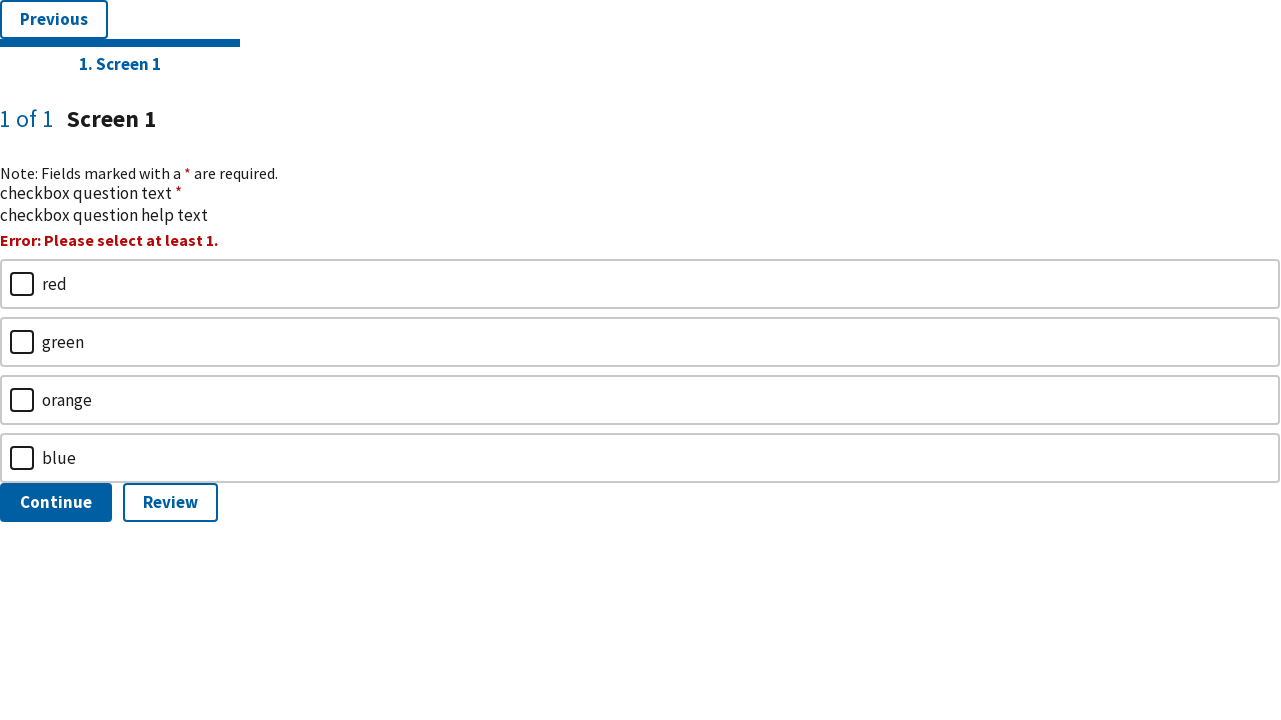 Previous
1. Screen 1
1 of 1 Screen 1
Note: Fields marked with a * are required.
checkbox question text *
checkbox question help text
Error: Please select at least 1.
red
green
orange
blue
Continue Review